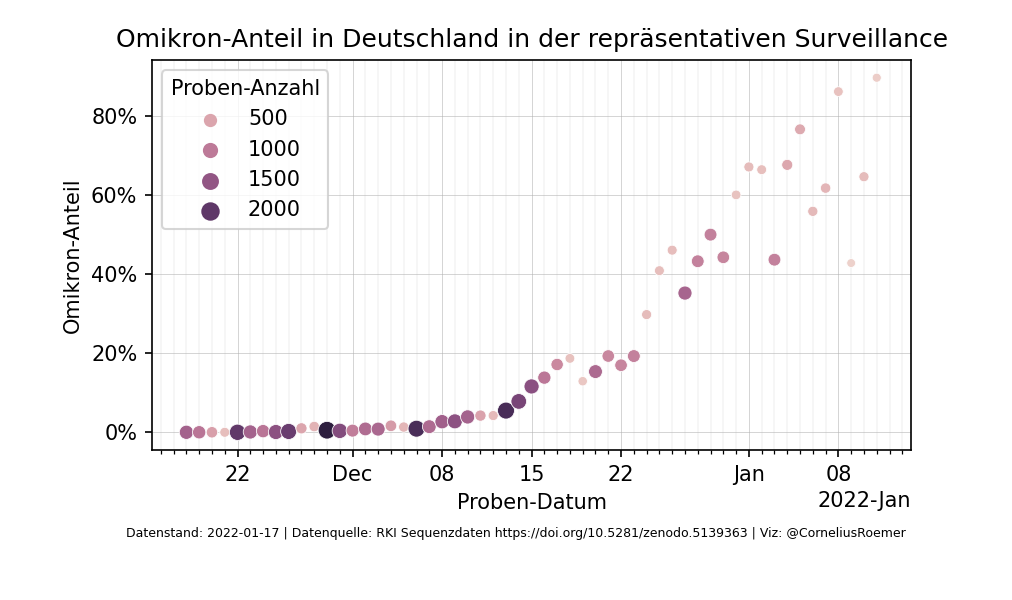 Omikron-Anteil in Deutschland in der repräsentativen Surveillance
Proben-Anzahl
500
1000
1500
2000
80%
60%
40%
20%
0%
Omikron-Anteil
22
Dec
08
15
22
Jan
08
Proben-Datum
2022-Jan
Datenstand: 2022-01-17 | Datenquelle: RKI Sequenzdaten https://doi.org/10.5281/zenodo.5139363 | Viz: @CorneliusRoemer